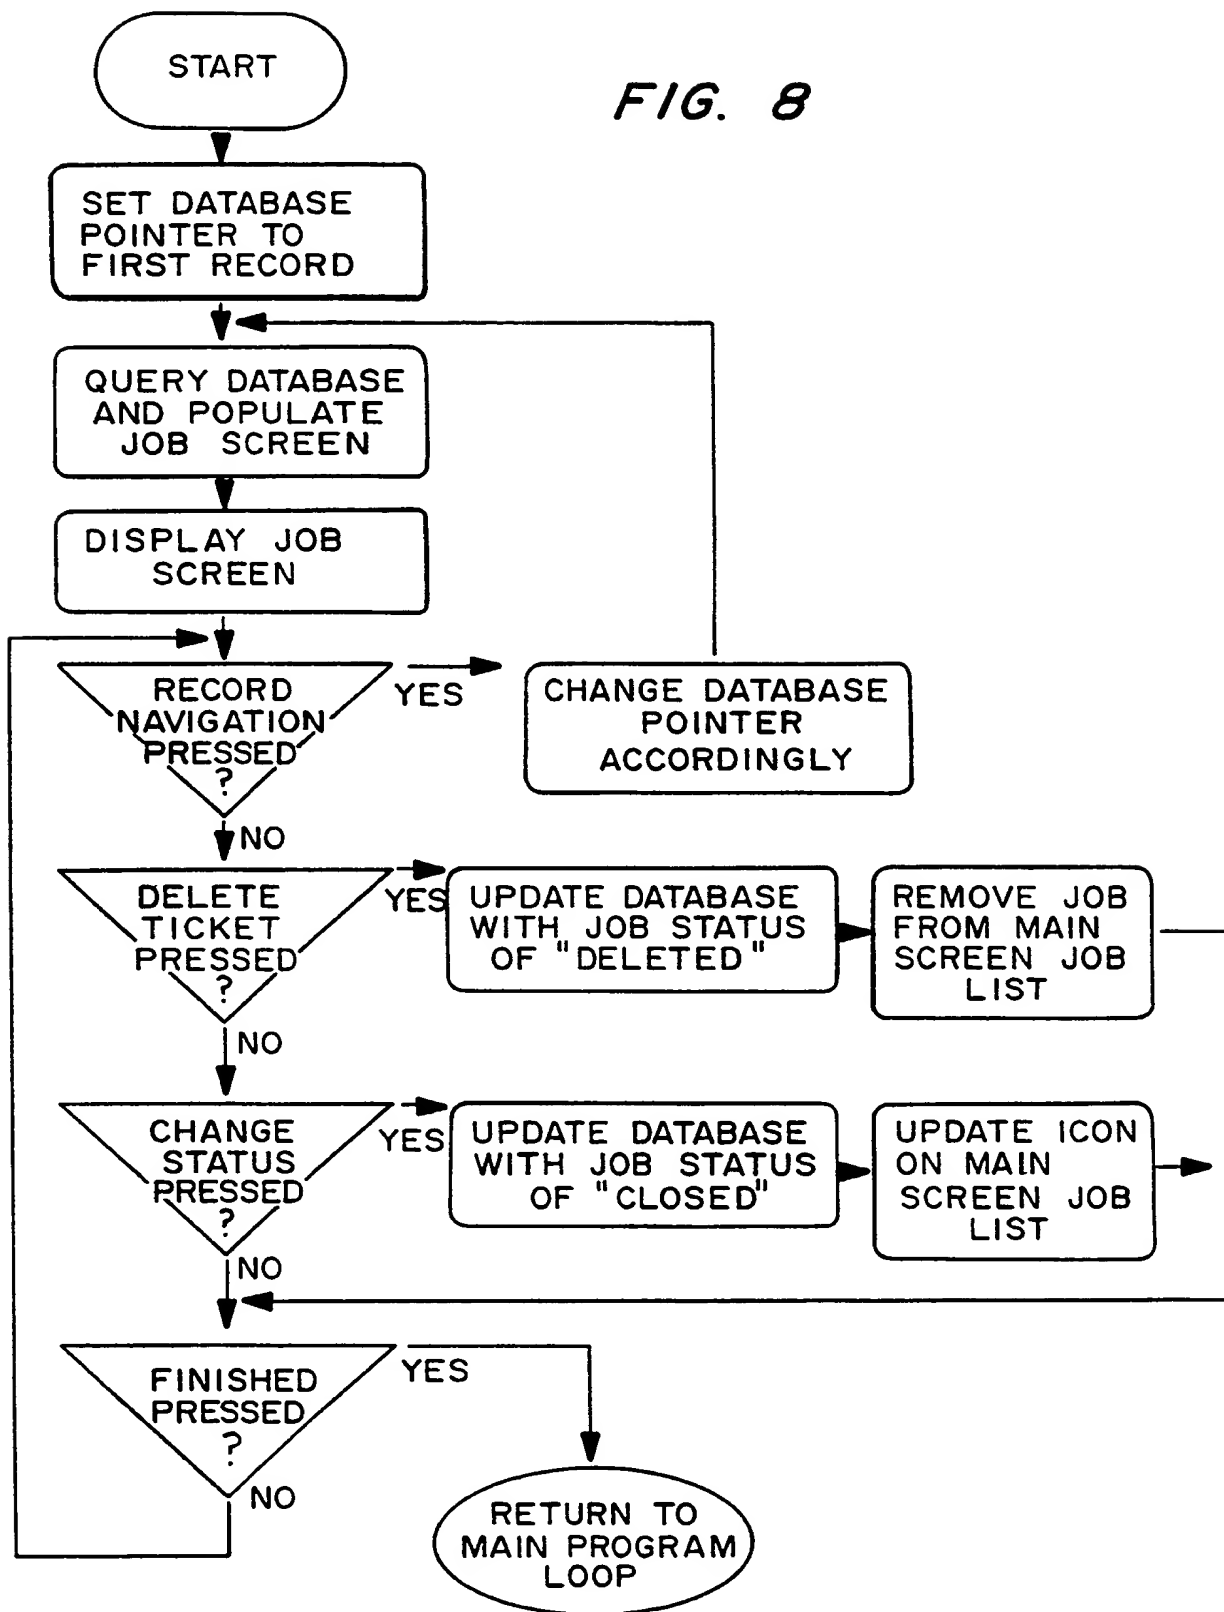 START
FIG. 8
SET DATABASE
POINTER TO
FIRST RECORD
QUERY DATABASE
AND POPULATE
JOB SCREEN
DISPLAY JOB
SCREEN
RECORD
NAVIGATION
PRESSED
?
YES
CHANGE DATABASE
POINTER
ACCORDINGLY
NO
DELETE
TICKET
PRESSED
?
YES
UPDATE DATABASE
WITH JOB STATUS
OF "DELETED"
REMOVE JOB
FROM MAIN
SCREEN JOB
LIST
NO
CHANGE
STATUS
PRESSED
?
YES
UPDATE DATABASE
WITH JOB STATUS
OF "CLOSED"
UPDATE ICON
ON MAIN
SCREEN JOB
LIST
NO
FINISHED
PRESSED
?
YES
NO
RETURN TO
MAIN PROGRAM
LOOP